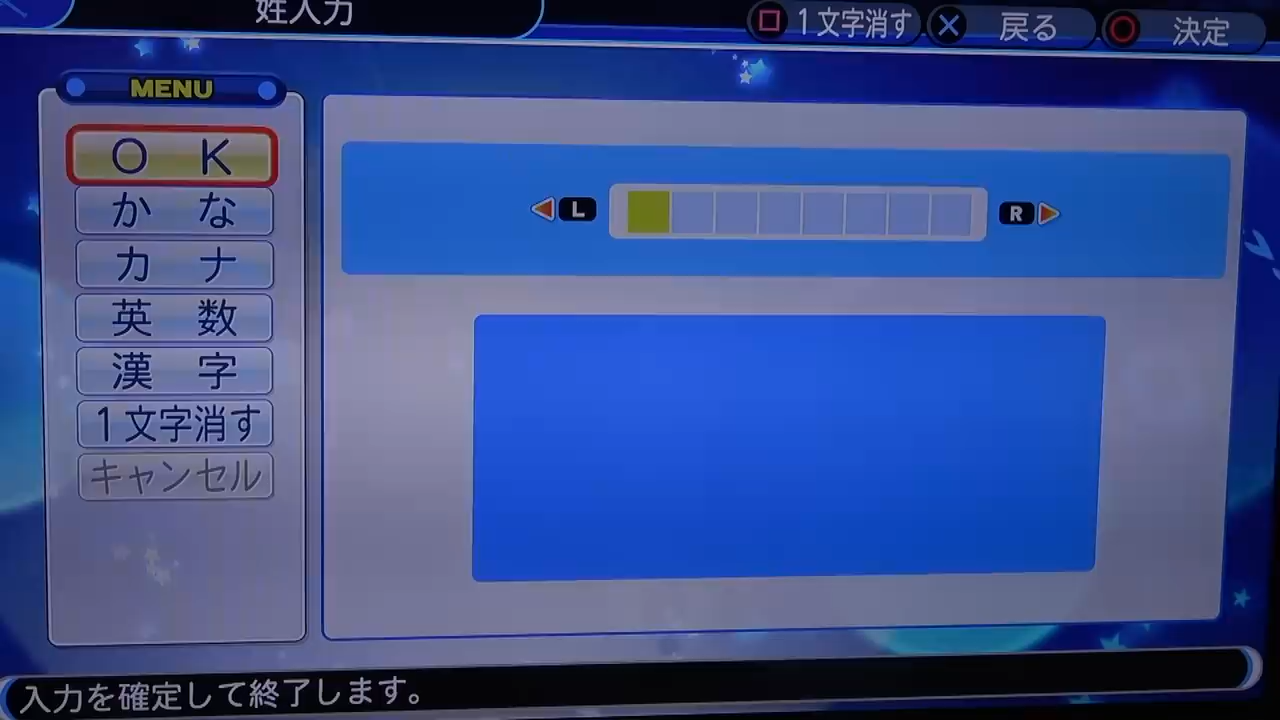 姓入力
1文字消す 戻る 決定
MENU
OK
かな
カナ
英数
漢字
1文字消す
キャンセル
L R
入力を確定して終了します。